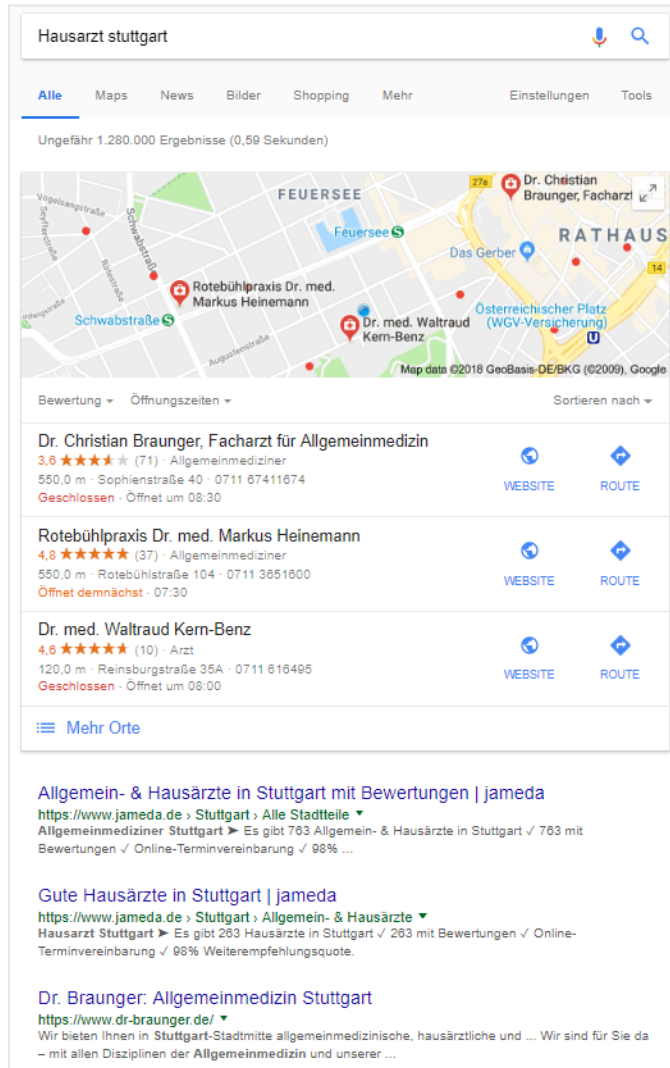 Hausarzt stuttgart
Alle Maps News Bilder Shopping Mehr Einstellungen Tools
Ungefähr 1.280.000 Ergebnisse (0,59 Sekunden)
Vogelsangstraße
Seyfferstraße
Schwabstraße
Rotestraße
FEUERSEE
Feuersee S
27a
Dr. Christian
Braunger, Facharzt
RATHAUS
Das Gerber
14
Rotebühlpraxis Dr. med.
Markus Heinemann
Schwabstraße S
Augustenstraße
Dr. med. Waltraud
Kern-Benz
Österreichischer Platz
(WGV-Versicherung)
U
Map data ©2018 GeoBasis-DE/BKG (©2009), Google
Bewertung Öffnungszeiten Sortieren nach
Dr. Christian Braunger, Facharzt für Allgemeinmedizin
3,6 ★★★★★ (71) · Allgemeinmediziner
550,0 m · Sophienstraße 40 · 0711 67411674
Geschlossen · Öffnet um 08:30
WEBSITE ROUTE
Rotebühlpraxis Dr. med. Markus Heinemann
4,8 ★★★★★ (37) · Allgemeinmediziner
550,0 m · Rotebühlstraße 104 · 0711 3651600
Öffnet demnächst · 07:30
WEBSITE ROUTE
Dr. med. Waltraud Kern-Benz
4,6 ★★★★★ (10) · Arzt
120,0 m · Reinsburgstraße 35A · 0711 616495
Geschlossen · Öffnet um 08:00
WEBSITE ROUTE
Mehr Orte
Allgemein- & Hausärzte in Stuttgart mit Bewertungen | jameda
https://www.jameda.de › Stuttgart › Alle Stadtteile ▼
Allgemeinmediziner Stuttgart ➤ Es gibt 763 Allgemein- & Hausärzte in Stuttgart ✓ 763 mit
Bewertungen ✓ Online-Terminvereinbarung ✓ 98% ...
Gute Hausärzte in Stuttgart | jameda
https://www.jameda.de › Stuttgart › Allgemein- & Hausärzte ▼
Hausarzt Stuttgart ➤ Es gibt 263 Hausärzte in Stuttgart ✓ 263 mit Bewertungen ✓ Online-
Terminvereinbarung ✓ 98% Weiterempfehlungsquote.
Dr. Braunger: Allgemeinmedizin Stuttgart
https://www.dr-braunger.de/ ▼
Wir bieten Ihnen in Stuttgart-Stadtmitte allgemeinmedizinische, hausärztliche und ... Wir sind für Sie da
– mit allen Disziplinen der Allgemeinmedizin und unserer ...